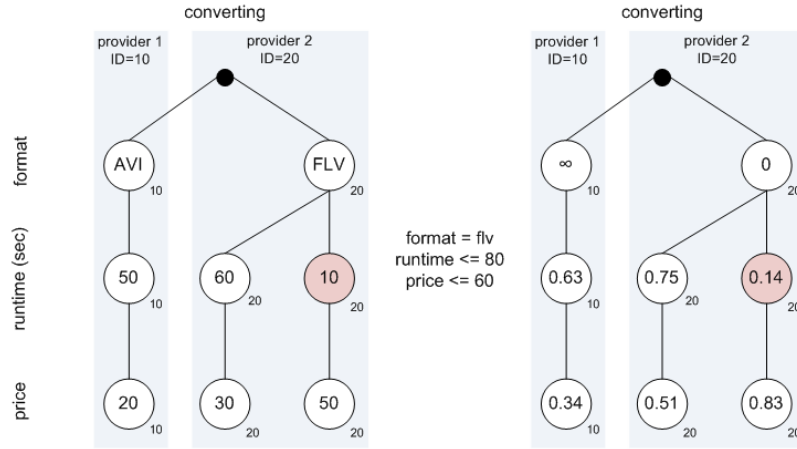 converting
provider 1
ID=10
provider 2
ID=20
format
AVI
10
FLV
20
runtime (sec)
50
10
60
20
10
20
price
20
10
30
20
50
20
format = flv
runtime <= 80
price <= 60
converting
provider 1
ID=10
provider 2
ID=20
∞
10
0
20
0.63
10
0.75
20
0.14
20
0.34
10
0.51
20
0.83
20